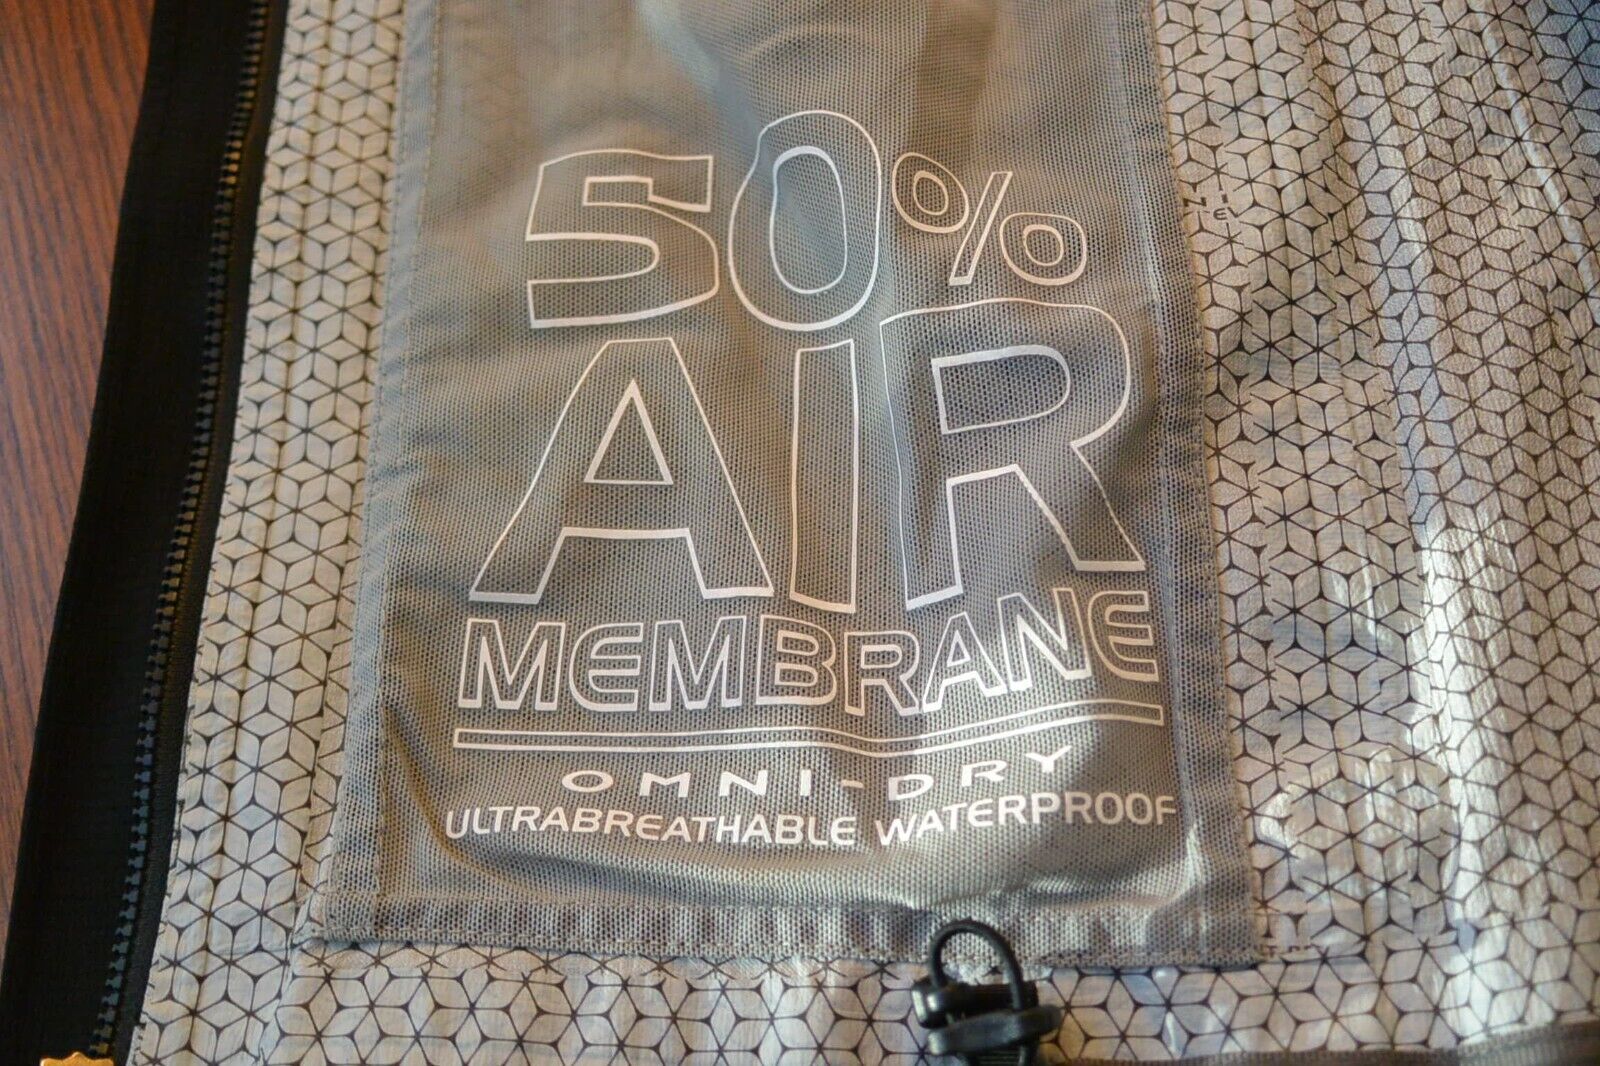 50%
AIR
MEMBRANE
OMNI-DRY
ULTRABREATHABLE WATERPROOF